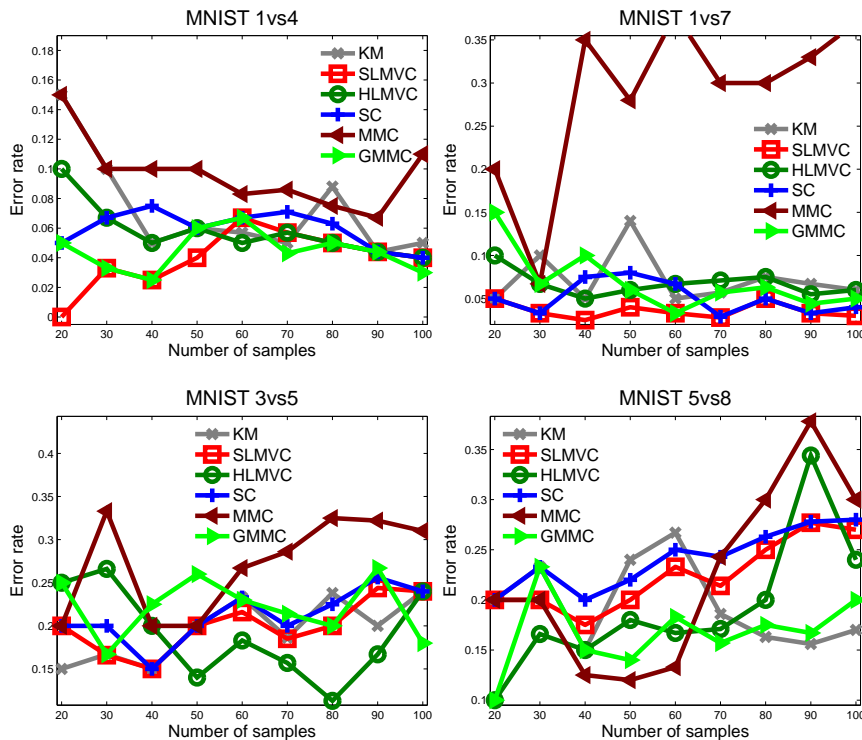 MNIST 1vs4
Error rate
0.18
0.16
0.14
0.12
0.1
0.08
0.06
0.04
0.02
0
KM
SLMVC
HLMVC
SC
MMC
GMMC
20 30 40 50 60 70 80 90 100
Number of samples
MNIST 1vs7
Error rate
0.35
0.3
0.25
0.2
0.15
0.1
0.05
KM
SLMVC
HLMVC
SC
MMC
GMMC
20 30 40 50 60 70 80 90 100
Number of samples
MNIST 3vs5
Error rate
0.4
0.35
0.3
0.25
0.2
0.15
KM
SLMVC
HLMVC
SC
MMC
GMMC
20 30 40 50 60 70 80 90 100
Number of samples
MNIST 5vs8
Error rate
0.35
0.3
0.25
0.2
0.15
0.1
KM
SLMVC
HLMVC
SC
MMC
GMMC
20 30 40 50 60 70 80 90 100
Number of samples